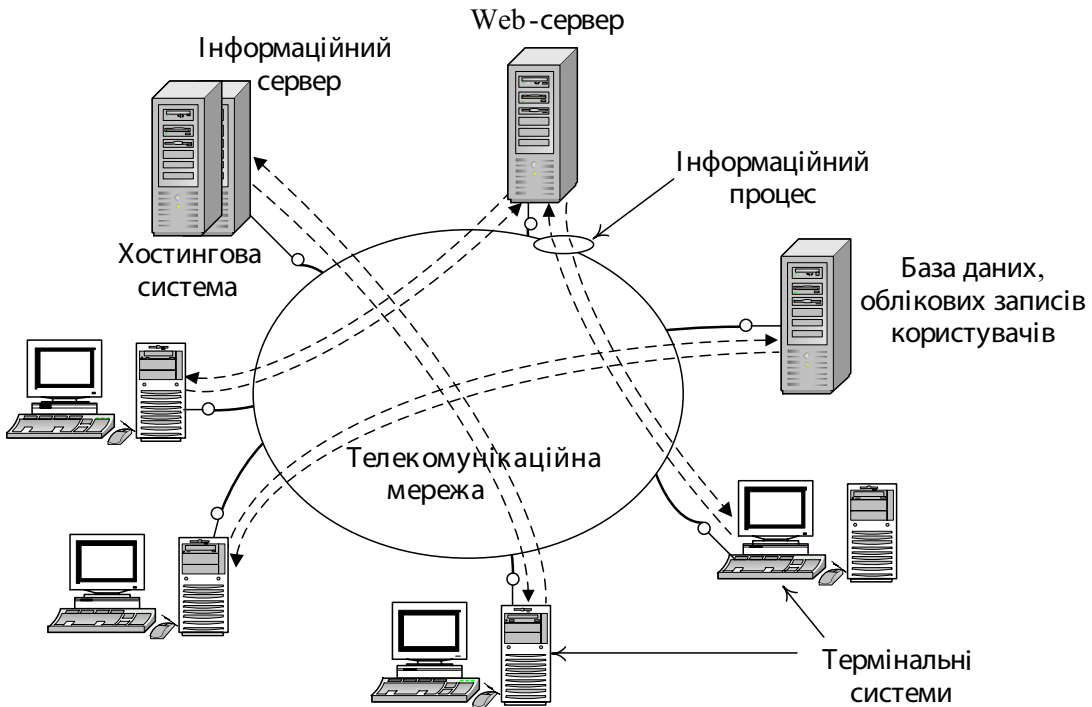 Web-сервер
Інформаційний
сервер
Інформаційний
процес
Хостингова
система
База даних,
облікових записів
користувачів
Телекомунікаційна
мережа
Термінальні
системи